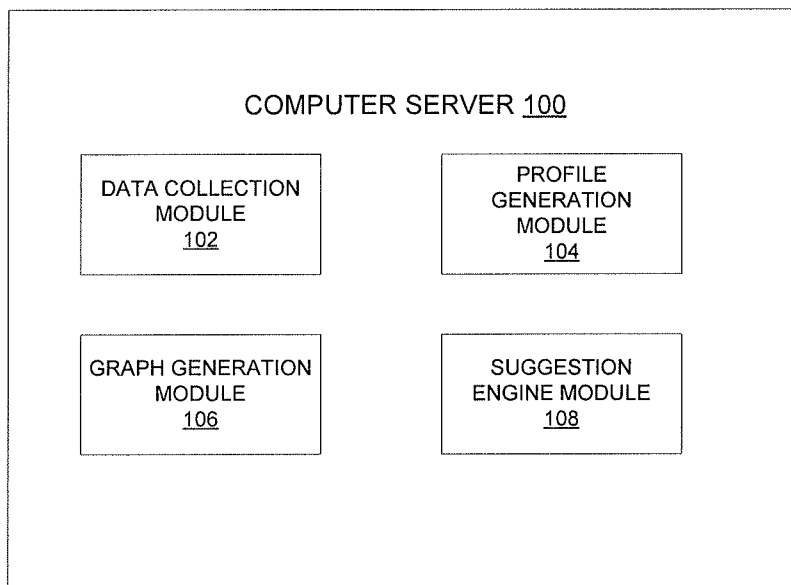 COMPUTER SERVER 100
DATA COLLECTION
MODULE
102
PROFILE
GENERATION
MODULE
104
GRAPH GENERATION
MODULE
106
SUGGESTION
ENGINE MODULE
108